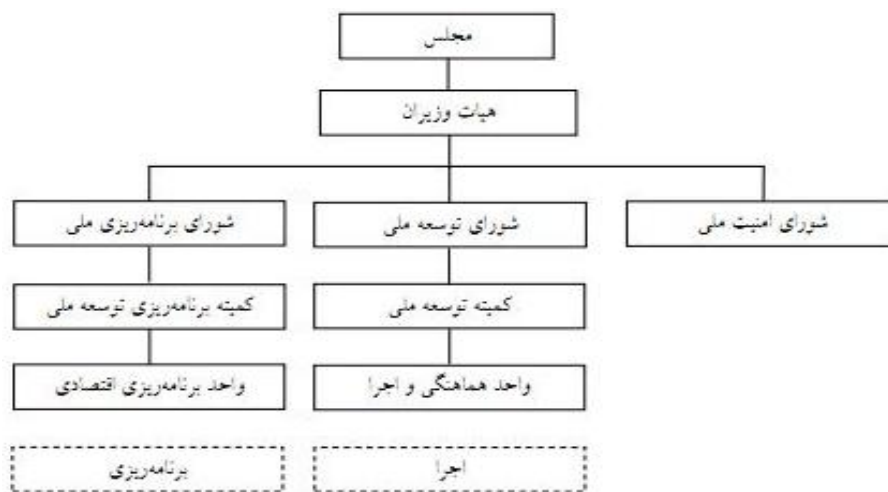 مجلس
هیات وزیران
شورای امنیت ملی
شورای توسعه ملی
شورای برنامه‌ریزی ملی
کمیته توسعه ملی
کمیته برنامه‌ریزی توسعه ملی
واحد هماهنگی و اجرا
واحد برنامه‌ریزی اقتصادی
اجرا
برنامه‌ریزی